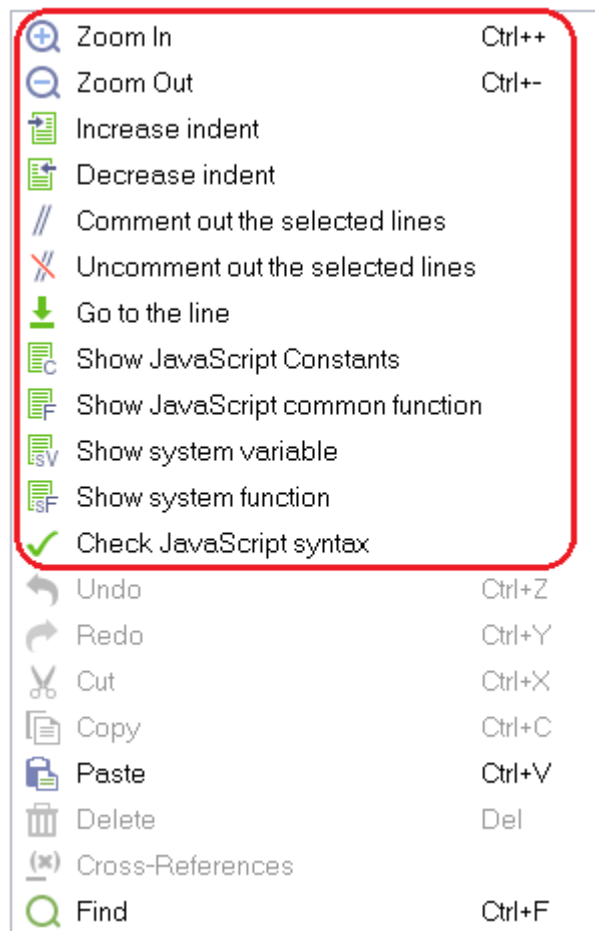 Zoom In Ctrl++
Zoom Out Ctrl+-
Increase indent
Decrease indent
Comment out the selected lines
Uncomment out the selected lines
Go to the line
Show JavaScript Constants
Show JavaScript common function
Show system variable
Show system function
Check JavaScript syntax
Undo Ctrl+Z
Redo Ctrl+Y
Cut Ctrl+X
Copy Ctrl+C
Paste Ctrl+V
Delete Del
Cross-References
Find Ctrl+F